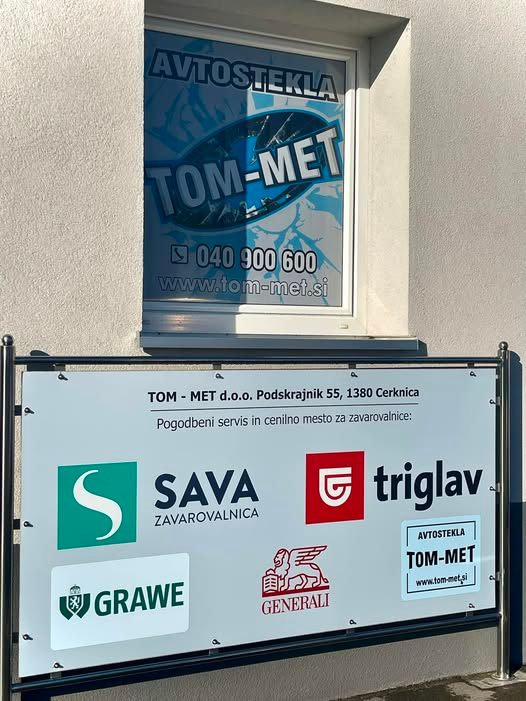 AVTOSTEKLA
TOM-MET
040 900 600
www.tom-met.si
TOM - MET d.o.o. Podskrajnik 55, 1380 Cerknica
Pogodbeni servis in cenilno mesto za zavarovalnice:
SAVA
ZAVAROVALNICA
triglav
GRAWE
GENERALI
AVTOSTEKLA
TOM-MET
www.tom-met.si